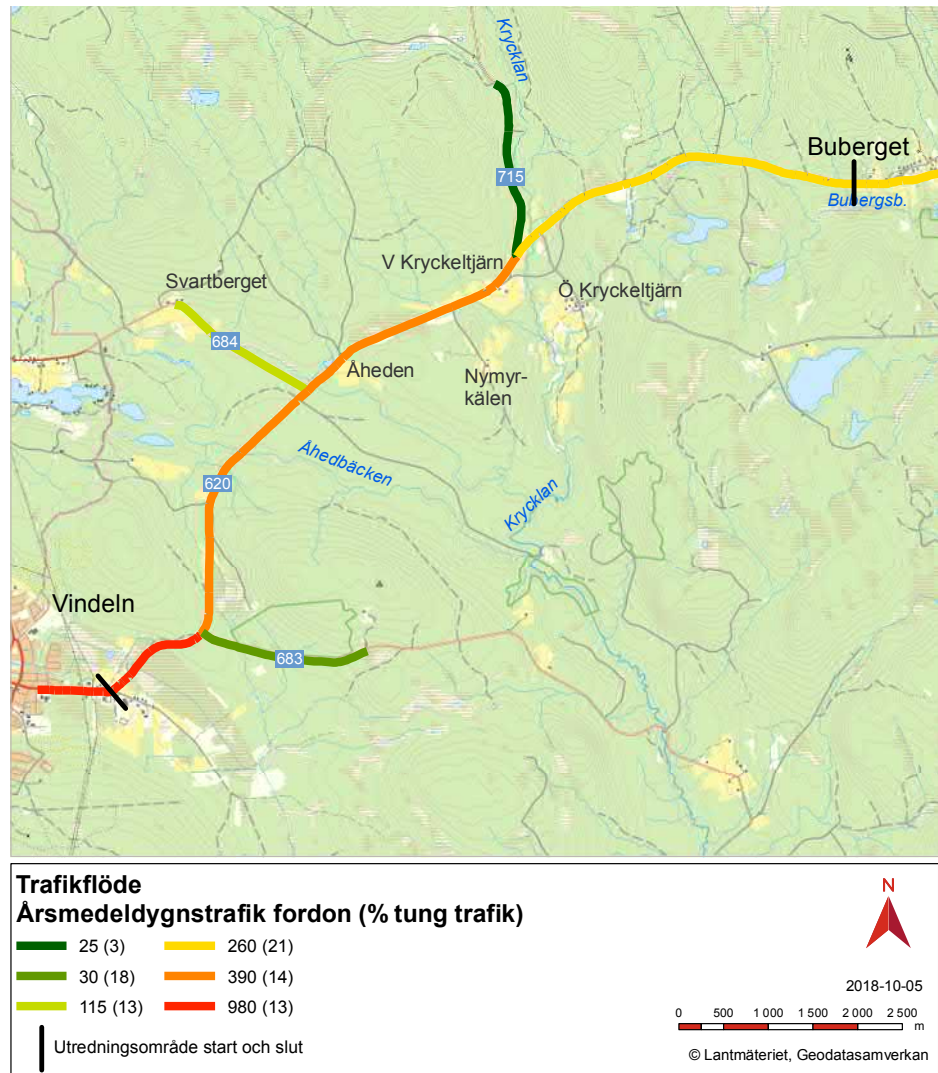 Krycklan
Buberget
715
Bubergsb.
V Kryckeltjärn
Svartberget
Ö Kryckeltjärn
684
Åheden
Nymyr-
kälen
Åhedbäcken
620
Krycklan
Vindeln
683
Trafikflöde
Årsmedeldygnstrafik fordon (% tung trafik)
25 (3)
260 (21)
30 (18)
390 (14)
115 (13)
980 (13)
Utredningsområde start och slut
N
2018-10-05
0 500 1 000 1 500 2 000 2 500
m
© Lantmäteriet, Geodatasamverkan